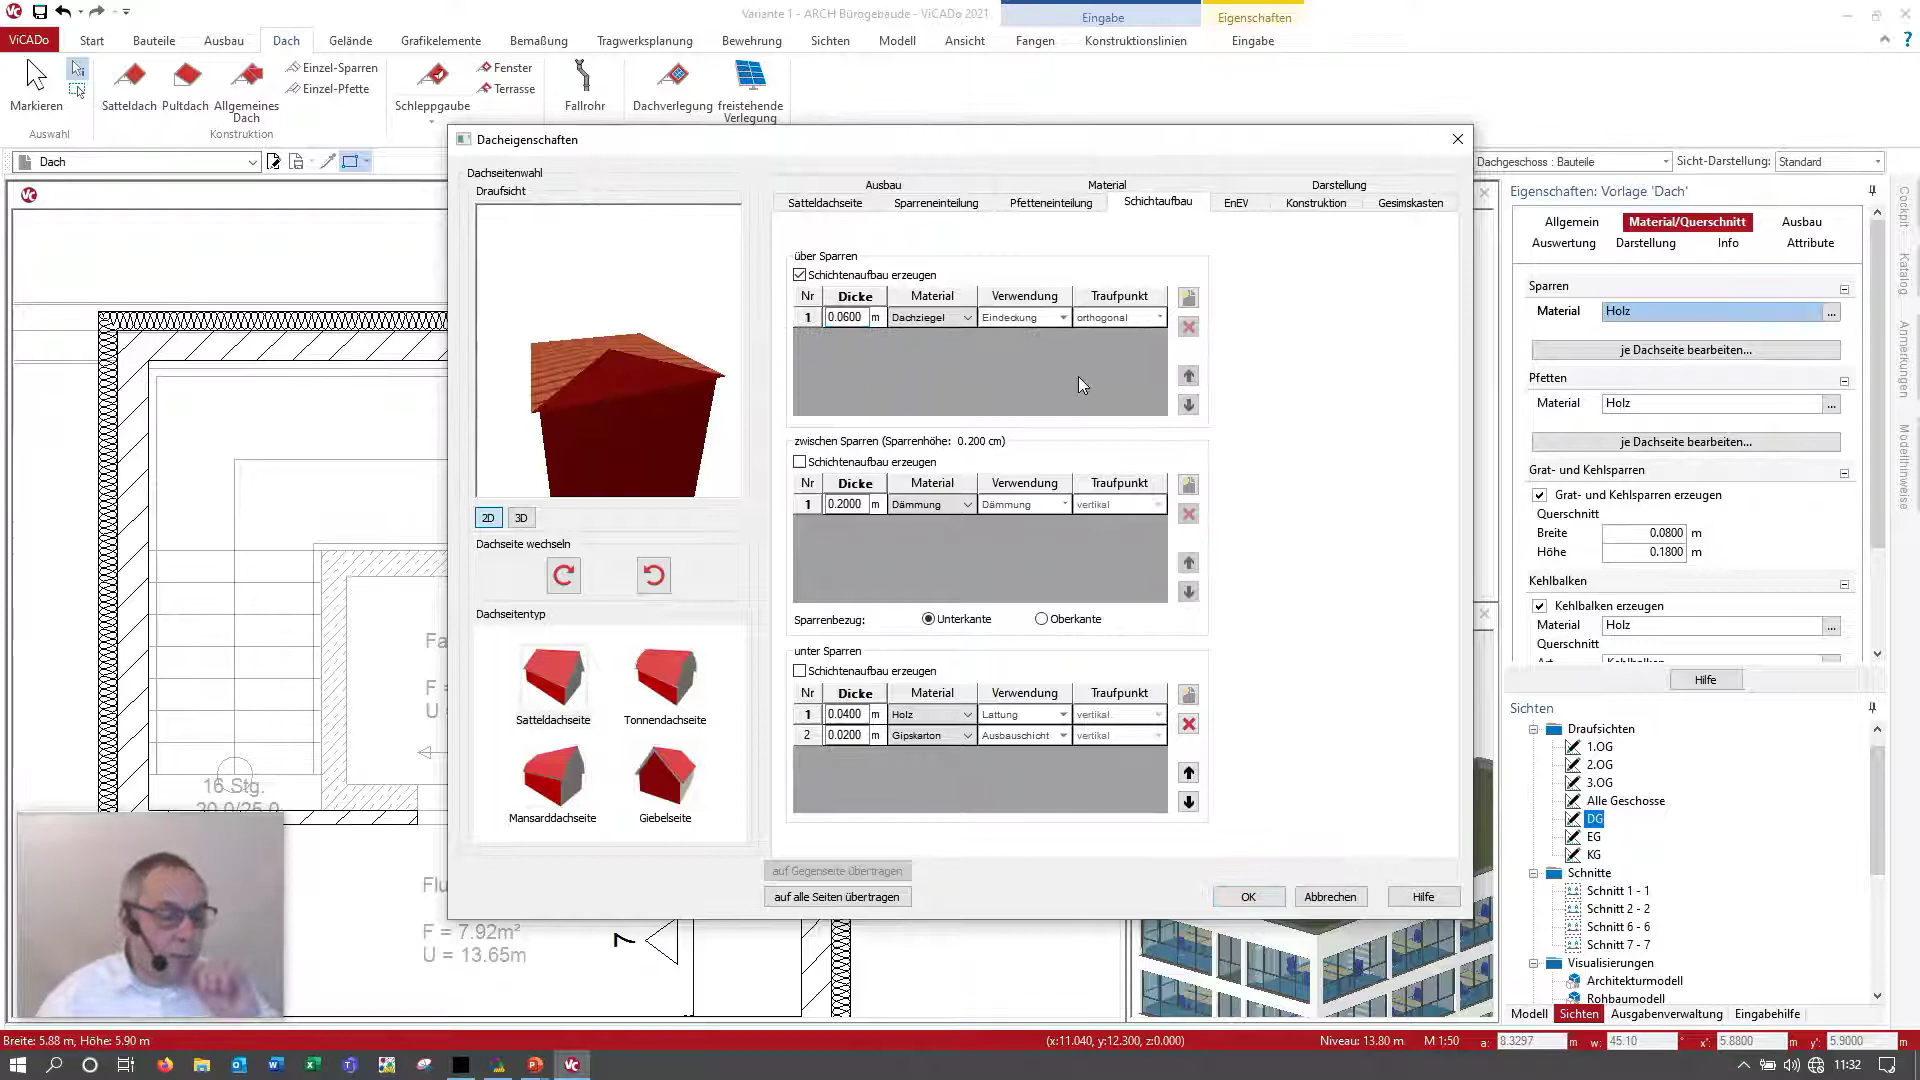 Variante 1 - ARCH Bürogebaude - ViCADo 2021
Eingabe
Eigenschaften
ViCADo
Start
Bauteile
Ausbau
Dach
Gelände
Grafikelemente
Bemaßung
Tragwerksplanung
Bewehrung
Sichten
Modell
Ansicht
Fangen
Konstruktionslinien
Eingabe
Markieren
Auswahl
Satteldach
Pultdach
Allgemeines Dach
Einzel-Sparren
Einzel-Pfette
Konstruktion
Schleppgaube
Fenster
Terrasse
Fallrohr
Dachverlegung
freistehende Verlegung
Dach
Dachgeschoss : Bauteile
Sicht-Darstellung:
Standard
Dacheigenschaften
Dachseitenwahl
Draufsicht
2D
3D
Dachseite wechseln
Dachseitentyp
Satteldachseite
Tonnendachseite
Mansarddachseite
Giebelseite
Ausbau
Material
Darstellung
Satteldachseite
Sparreneinteilung
Pfetteneinteilung
Schichtaufbau
EnEV
Konstruktion
Gesimskasten
über Sparren
Schichtenaufbau erzeugen
Nr Dicke Material Verwendung Traufpunkt
1 0.0600 m Dachziegel Eindeckung orthogonal
zwischen Sparren (Sparrenhöhe: 0.200 cm)
Schichtenaufbau erzeugen
Nr Dicke Material Verwendung Traufpunkt
1 0.2000 m Dämmung Dämmung vertikal
Sparrenbezug: Unterkante Oberkante
unter Sparren
Schichtenaufbau erzeugen
Nr Dicke Material Verwendung Traufpunkt
1 0.0400 m Holz Lattung vertikal
2 0.0200 m Gipskarton Ausbauschicht vertikal
auf Gegenseite übertragen
auf alle Seiten übertragen
OK
Abbrechen
Hilfe
Eigenschaften: Vorlage 'Dach'
Allgemein
Material/Querschnitt
Ausbau
Auswertung
Darstellung
Info
Attribute
Sparren
Material Holz ...
je Dachseite bearbeiten...
Pfetten
Material Holz ...
je Dachseite bearbeiten...
Grat- und Kehlsparren
Grat- und Kehlsparren erzeugen
Querschnitt
Breite 0.0800 m
Höhe 0.1800 m
Kehlbalken
Kehlbalken erzeugen
Material Holz ...
Querschnitt
Hilfe
Sichten
Draufsichten
1.OG
2.OG
3.OG
Alle Geschosse
DG
EG
KG
Schnitte
Schnitt 1 - 1
Schnitt 2 - 2
Schnitt 6 - 6
Schnitt 7 - 7
Visualisierungen
Architekturmodell
Rohbaumodell
Modell
Sichten
Ausgabenverwaltung
Eingabehilfe
Cockpit
Katalog
Anmerkungen
Modellhinweise
16 Stg.
20.0/25.0
Fa
F =
U =
Flu
F = 7.92m²
U = 13.65m
7
Breite: 5.88 m, Höhe: 5.90 m
(x:11.040, y:12.300, z:0.000)
Niveau: 13.80 m
M 1:50
a: 8.3297 m
w: 45.10 °
x' 5.8800 m
y': 5.9000 m
11:32